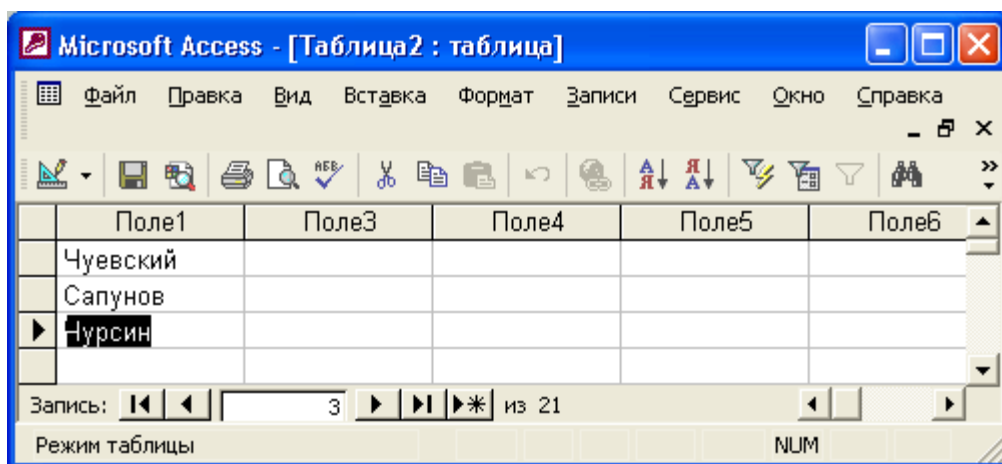 Microsoft Access - [Таблица2 : таблица]
Файл Правка Вид Вставка Формат Записи Сервис Окно Справка
Поле1 Поле3 Поле4 Поле5 Поле6
Чуевский
Сапунов
Чурсин
Запись: 3 из 21
Режим таблицы NUM